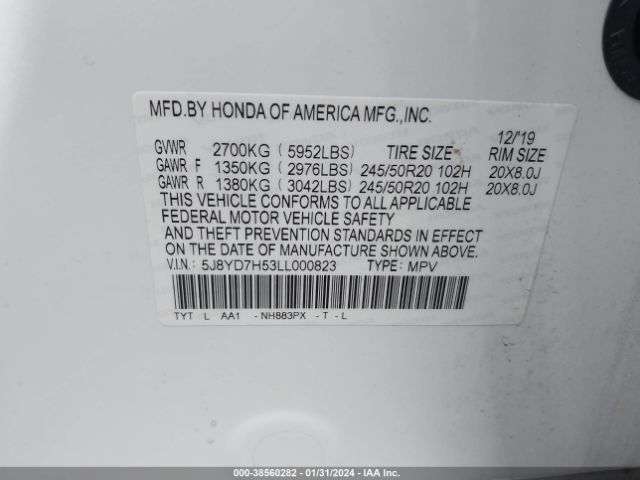 MFD.BY HONDA OF AMERICA MFG.,INC.
12/'19
GVWR 2700KG ( 5952LBS) TIRE SIZE RIM SIZE
GAWR F 1350KG ( 2976LBS) 245/50R20 102H 20X8.0J
GAWR R 1380KG ( 3042LBS) 245/50R20 102H 20X8.0J
THIS VEHICLE CONFORMS TO ALL APPLICABLE
FEDERAL MOTOR VEHICLE SAFETY
AND THEFT PREVENTION STANDARDS IN EFFECT
ON THE DATE OF MANUFACTURE SHOWN ABOVE.
V.I.N: 5J8YD7H53LL000823 TYPE: MPV
TYT : L AA1 - NH883PX - T - L
000-38560282 - 01/31/2024 - IAA Inc.